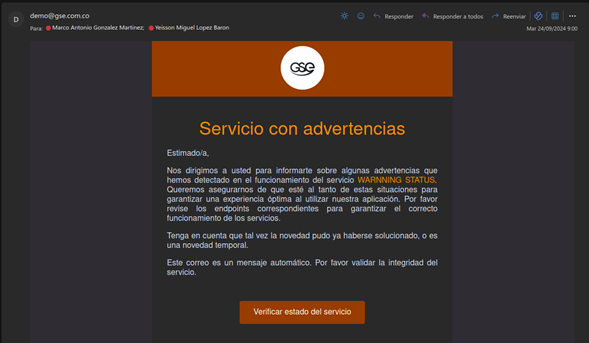 D
demo@gse.com.co
Responder
Responder a todos
Reenviar
Para: Marco Antonio Gonzalez Martinez; Yeisson Miguel Lopez Baron
Mar 24/09/2024 9:00
gse
Servicio con advertencias
Estimado/a,
Nos dirigimos a usted para informarte sobre algunas advertencias que
hemos detectado en el funcionamiento del servicio WARNNING STATUS,
Queremos asegurarnos de que esté al tanto de estas situaciones para
garantizar una experiencia óptima al utilizar nuestra aplicación. Por favor
revise los endpoints correspondientes para garantizar el correcto
funcionamiento de los servicios.
Tenga en cuenta que tal vez la novedad pudo ya haberse solucionado, o es
una novedad temporal.
Este correo es un mensaje automático. Por favor validar la integridad del
servicio.
Verificar estado del servicio